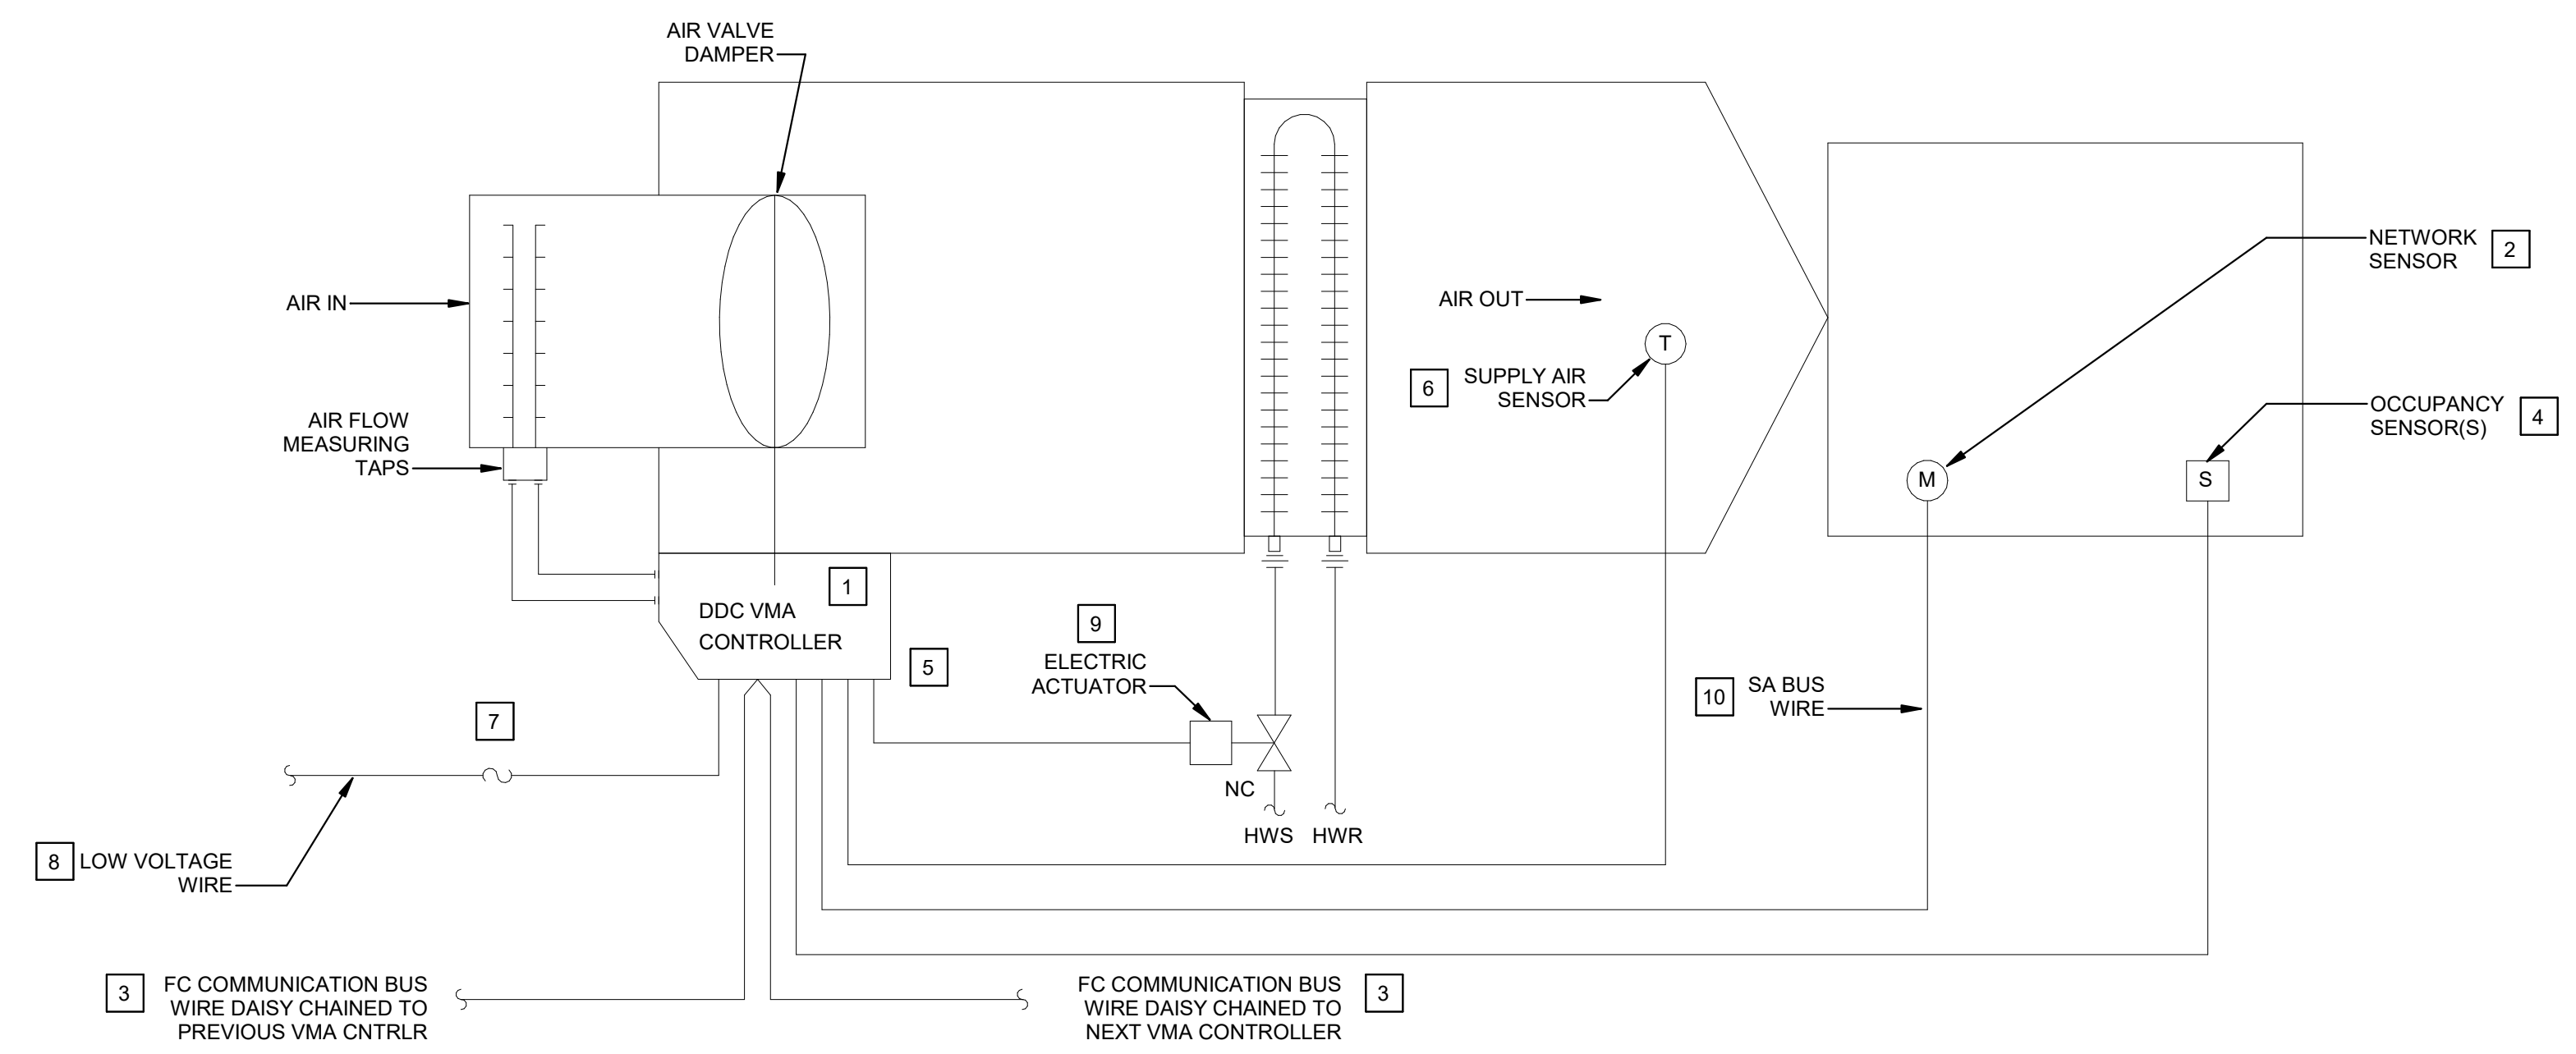 AIR VALVE
DAMPER
AIR IN
AIR FLOW
MEASURING
TAPS
AIR OUT
T
6
SUPPLY AIR
SENSOR
NETWORK
SENSOR
2
OCCUPANCY
SENSOR(S)
4
M
S
1
DDC VMA
CONTROLLER
5
9
ELECTRIC
ACTUATOR
10
SA BUS
WIRE
7
NC
HWS
HWR
8
LOW VOLTAGE
WIRE
3
FC COMMUNICATION BUS
WIRE DAISY CHAINED TO
PREVIOUS VMA CNTRLR
FC COMMUNICATION BUS
WIRE DAISY CHAINED TO
NEXT VMA CONTROLLER
3